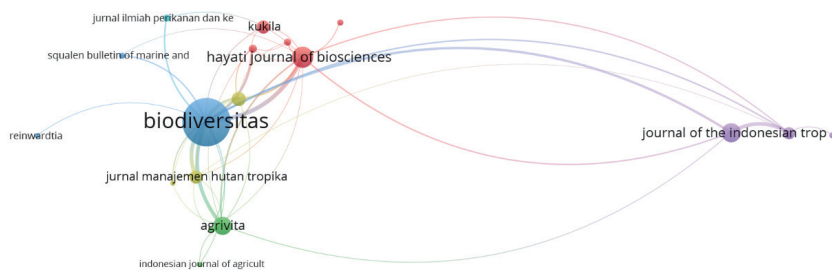 jurnal ilmiah perikanan dan ke
kukila
squalen bulletin of marine and
hayati journal of biosciences
biodiversitas
reinwardtia
journal of the indonesian trop
jurnal manajemen hutan tropika
agrivita
indonesian journal of agricult